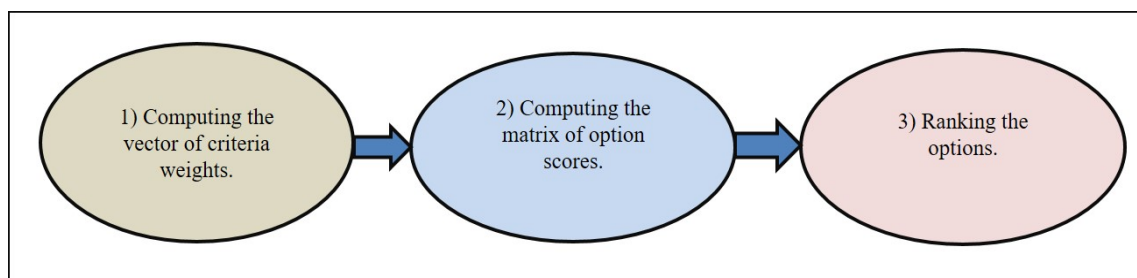 1) Computing the
vector of criteria
weights.
2) Computing the
matrix of option
scores.
3) Ranking the
options.